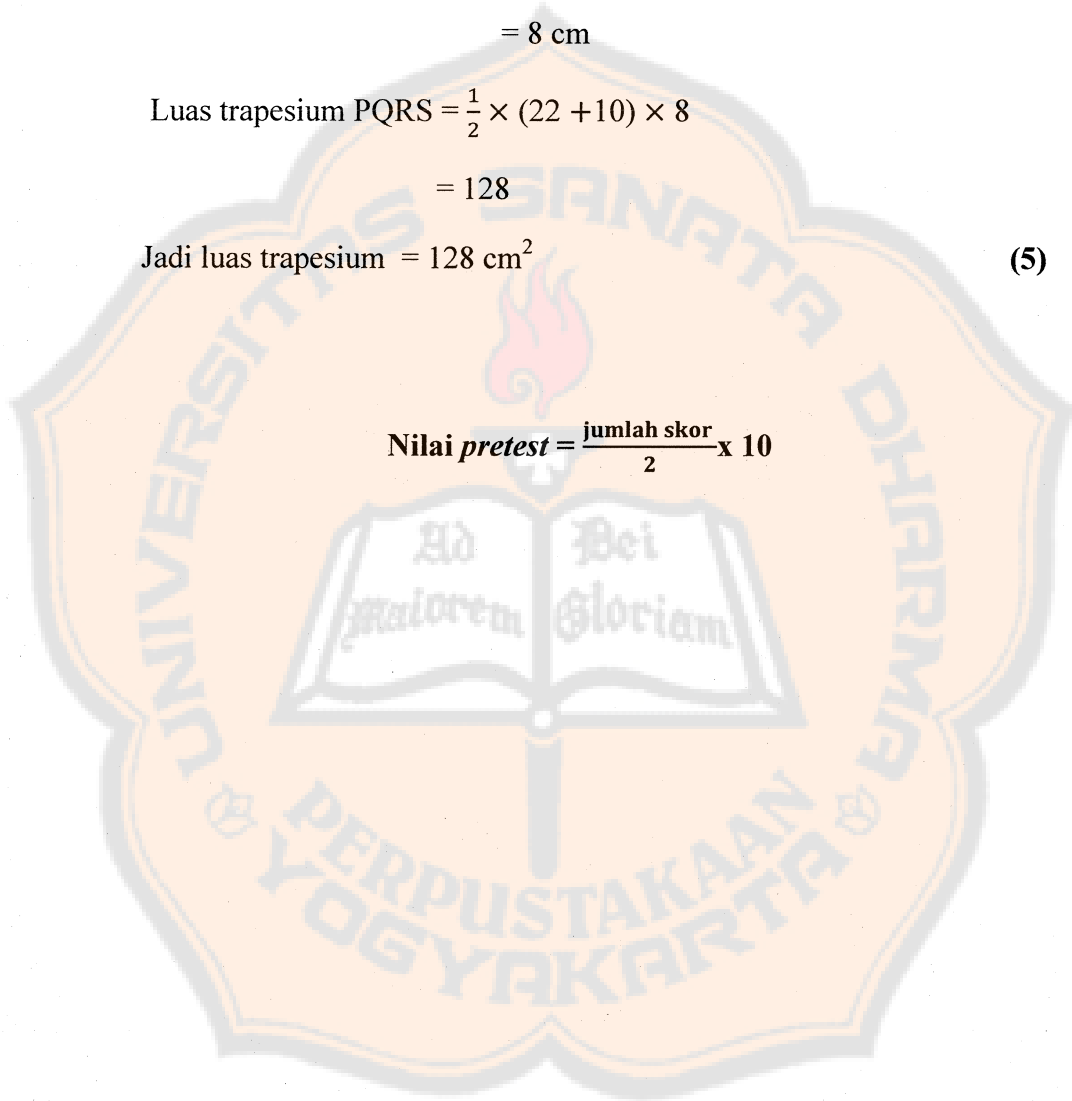 = 8 cm
Luas trapesium PQRS = 1/2 × (22 +10) × 8
= 128
Jadi luas trapesium = 128 cm²
(5)
Nilai pretest = jumlah skor/2 x 10
UNIVERSITAS SANATA DHARMA
Ad Dei
Maiorem Gloriam
PERPUSTAKAAN
YOGYAKARTA